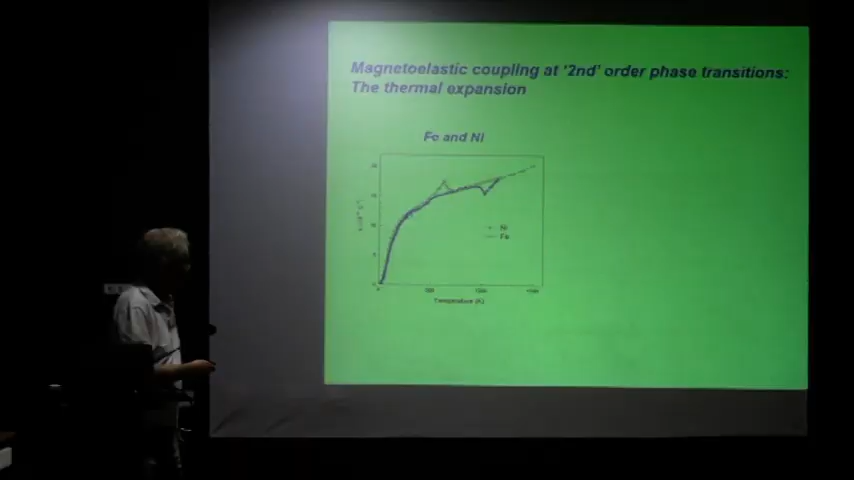 Magnetoelastic coupling at '2nd' order phase transitions:
The thermal expansion
Fe and Ni
Ni
Fe
Temperature (K)